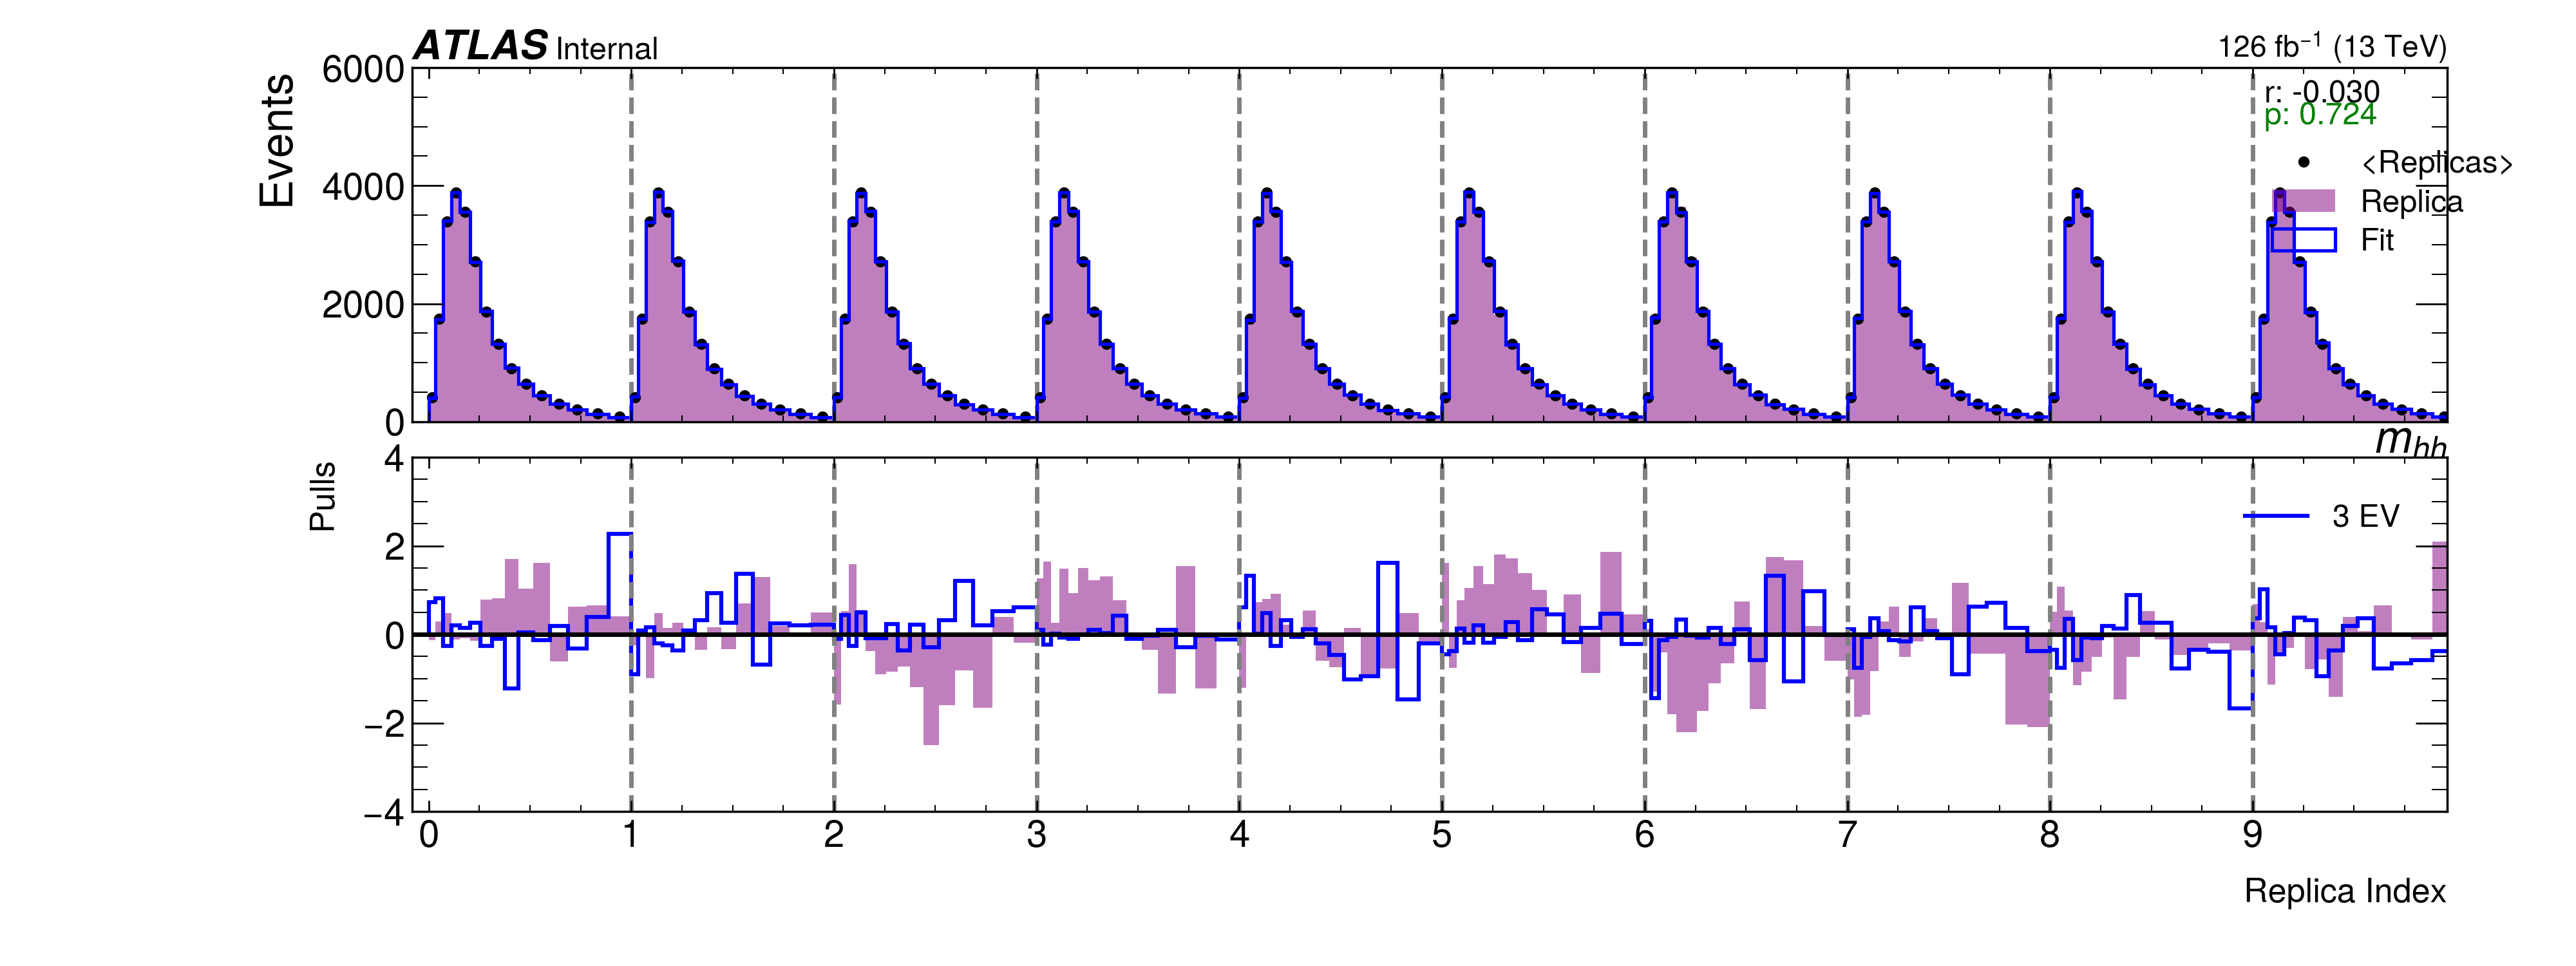 ATLAS Internal
126 fb⁻¹ (13 TeV)
Events
6000
4000
2000
0
r: -0.030
p: 0.724
<Replicas>
Replica
Fit
m_hh
Pulls
4
2
0
−2
−4
3 EV
0 1 2 3 4 5 6 7 8 9
Replica Index